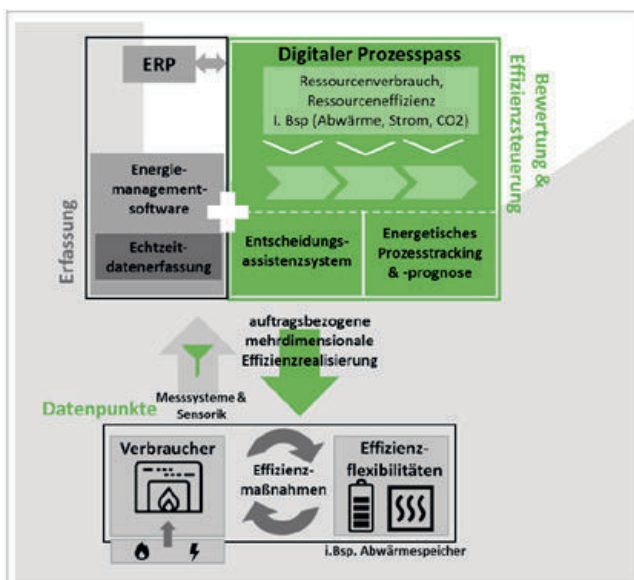 ERP
Digitaler Prozesspass
Ressourcenverbrauch,
Ressourceneffizienz
i. Bsp (Abwärme, Strom, CO2)
Bewertung &
Effizienzsteuerung
Erfassung
Energie-
management-
software
Echtzeit-
datenerfassung
Entscheidungs-
assistenzsystem
Energetisches
Prozesstracking
& -prognose
auftragsbezogene
mehrdimensionale
Effizienzrealisierung
Messsysteme &
Sensorik
Datenpunkte
Verbraucher
Effizienz-
maßnahmen
Effizienz-
flexibilitäten
i.Bsp. Abwärmespeicher